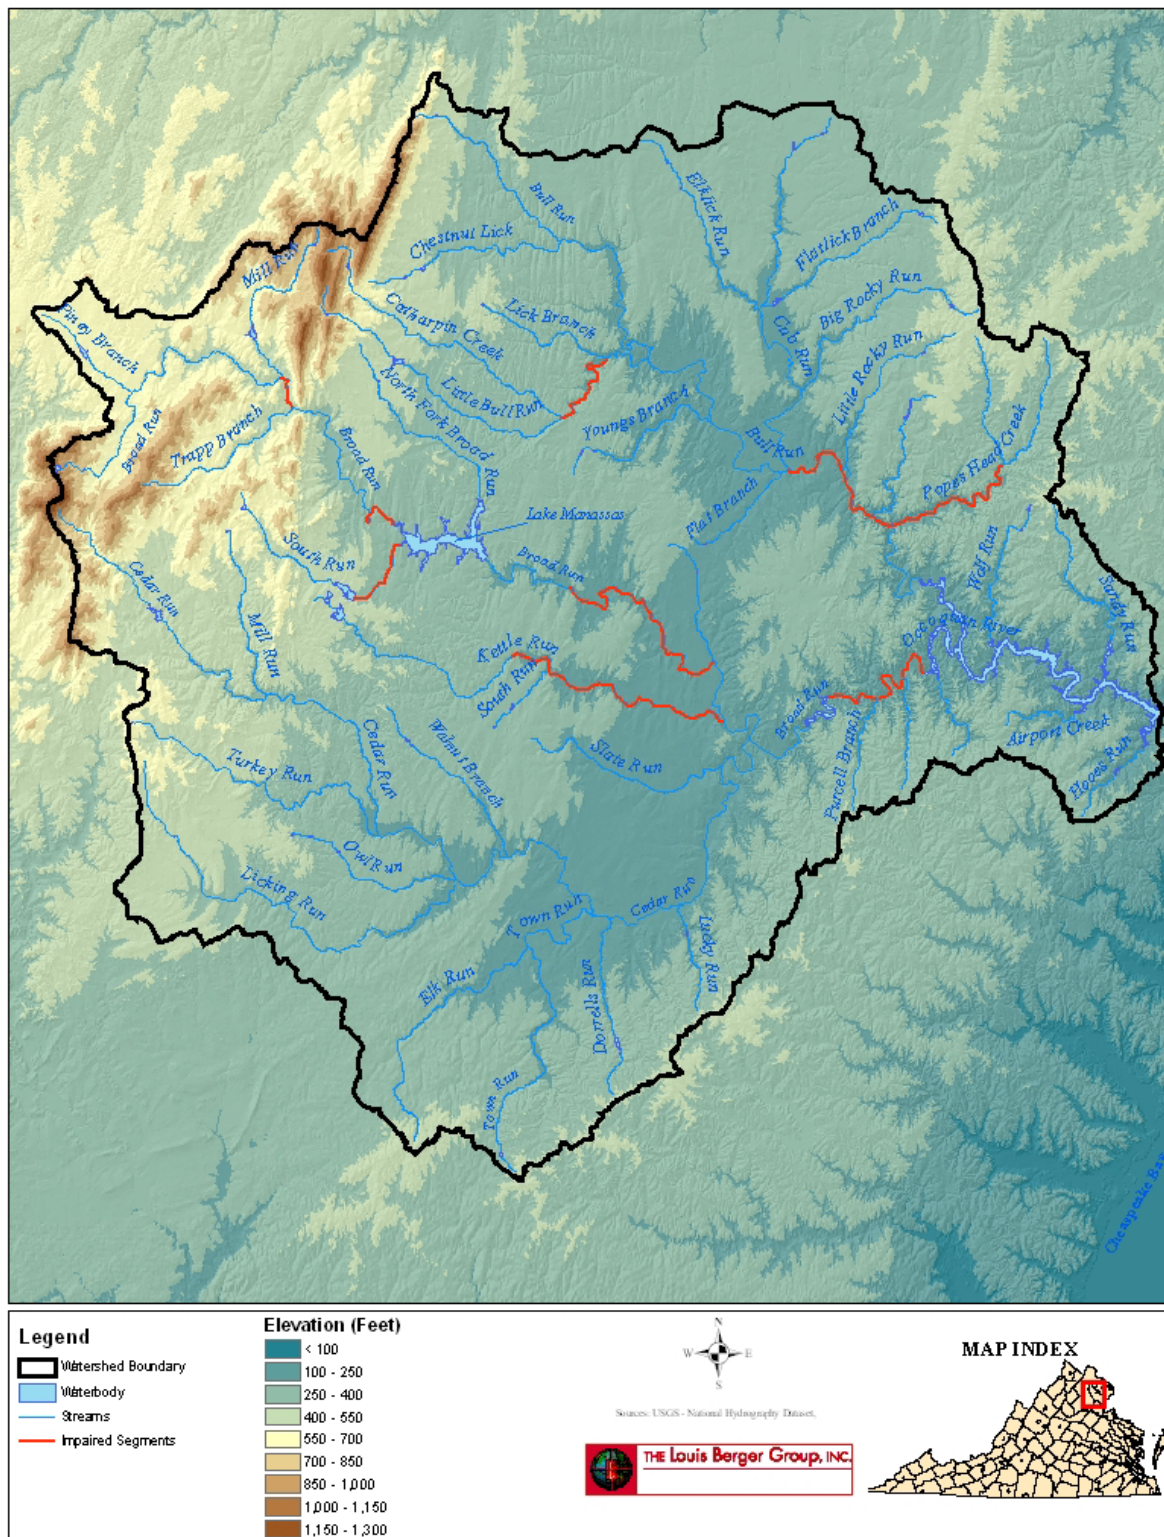 Bull Run
Elklick Run
Flatlick Branch
Chestnut Lick
Mill Run
Big Rocky Run
Piney Branch
Catharpin Creek
Lick Branch
Cub Run
Little Rocky Run
North Fork Broad Run
Little Bull Run
Youngs Branch
Broad Run
Trapp Branch
Broad Run
Bull Run
Popes Head Creek
Flat Branch
Lake Manassas
South Run
Broad Run
Wolf Run
Sandy Run
Cedar Run
Mill Run
Occoquan River
Kettle Run
South Run
Broad Run
Airport Creek
Purcell Branch
Hooes Run
Walnut Branch
Cedar Run
Slate Run
Turkey Run
Owl Run
Licking Run
Town Run
Cedar Run
Lucky Run
Elk Run
Dorrells Run
Town Run
Chesapeake Bay
Legend
Watershed Boundary
Waterbody
Streams
Impaired Segments
Elevation (Feet)
< 100
100 - 250
250 - 400
400 - 550
550 - 700
700 - 850
850 - 1,000
1,000 - 1,150
1,150 - 1,300
N
W E
S
Sources: USGS - National Hydrography Dataset,
THE Louis Berger Group, INC.
MAP INDEX